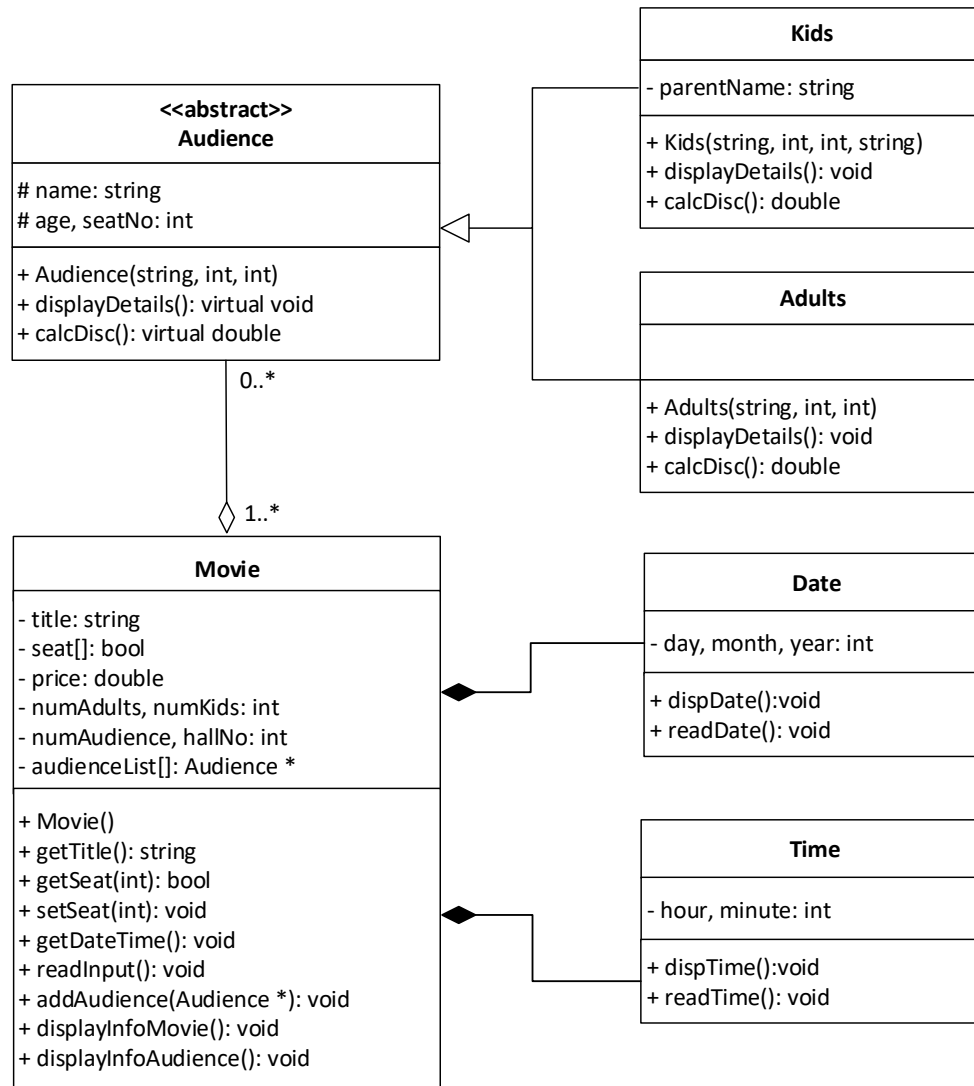 <<abstract>>
Audience
# name: string
# age, seatNo: int
+ Audience(string, int, int)
+ displayDetails(): virtual void
+ calcDisc(): virtual double
Kids
- parentName: string
+ Kids(string, int, int, string)
+ displayDetails(): void
+ calcDisc(): double
Adults
+ Adults(string, int, int)
+ displayDetails(): void
+ calcDisc(): double
0..*
1..*
Movie
- title: string
- seat[]: bool
- price: double
- numAdults, numKids: int
- numAudience, hallNo: int
- audienceList[]: Audience *
+ Movie()
+ getTitle(): string
+ getSeat(int): bool
+ setSeat(int): void
+ getDateTime(): void
+ readInput(): void
+ addAudience(Audience *): void
+ displayInfoMovie(): void
+ displayInfoAudience(): void
Date
- day, month, year: int
+ dispDate():void
+ readDate(): void
Time
- hour, minute: int
+ dispTime():void
+ readTime(): void